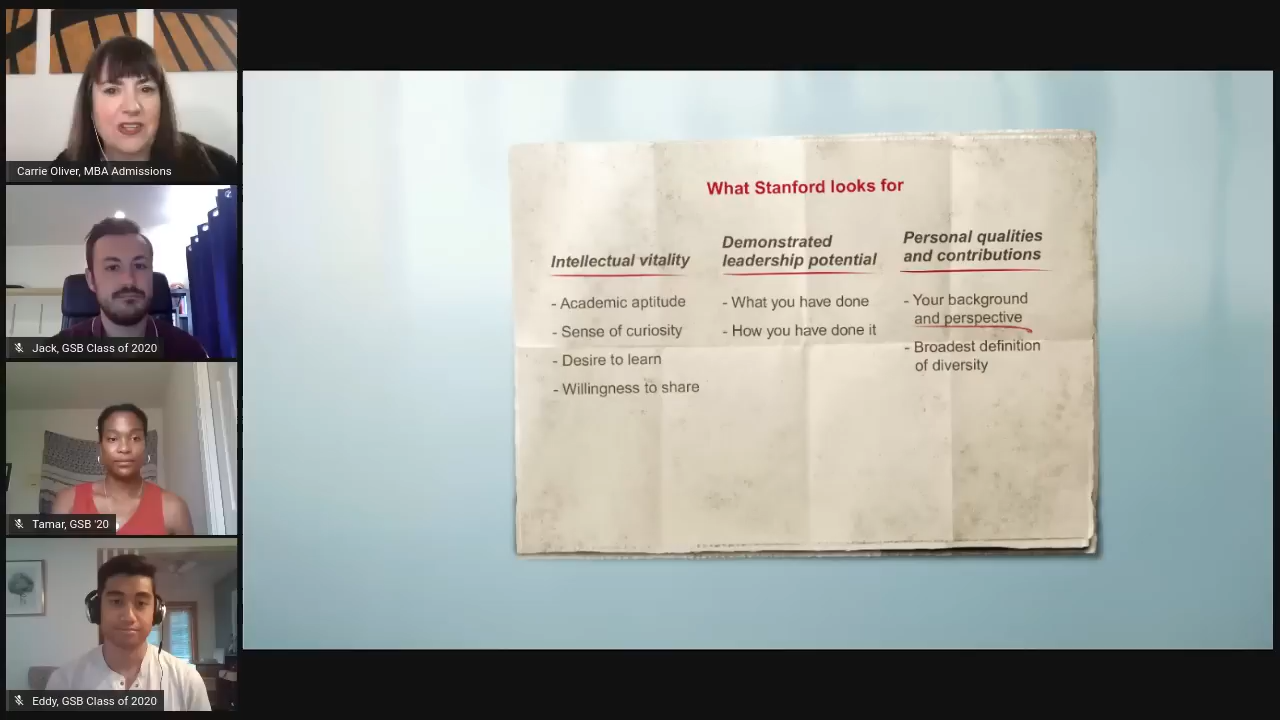 Carrie Oliver, MBA Admissions
Jack, GSB Class of 2020
Tamar, GSB '20
Eddy, GSB Class of 2020
What Stanford looks for
Intellectual vitality
- Academic aptitude
- Sense of curiosity
- Desire to learn
- Willingness to share
Demonstrated
leadership potential
- What you have done
- How you have done it
Personal qualities
and contributions
- Your background
and perspective
- Broadest definition
of diversity